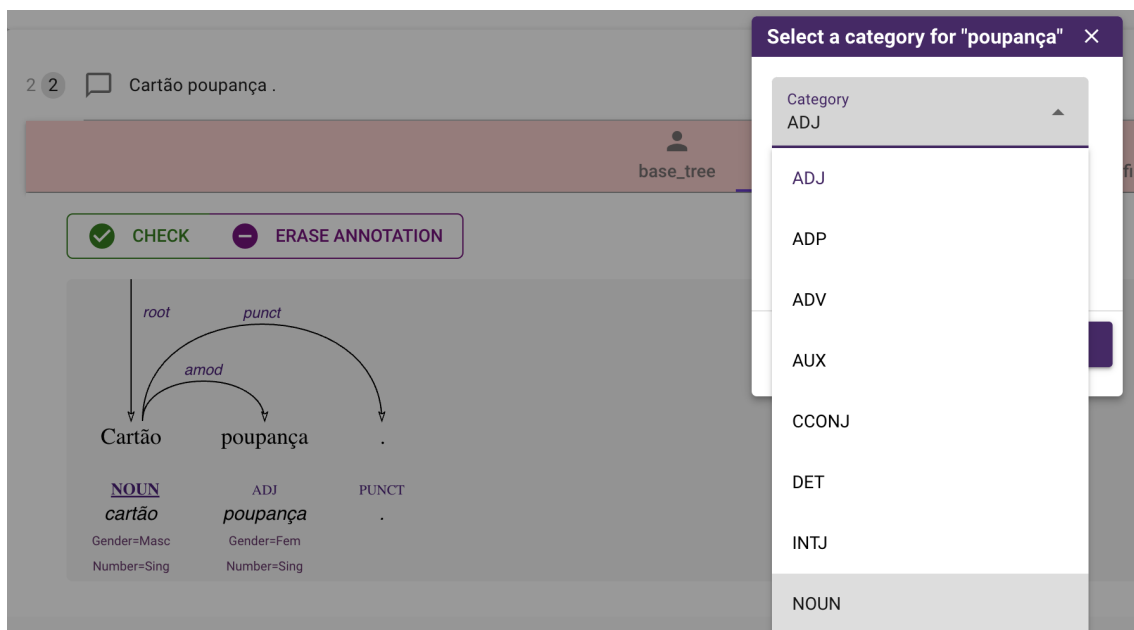 Select a category for "poupança"
2 2 Cartão poupança .
Category
ADJ
base_tree
fi
ADJ
ADP
ADV
AUX
CCONJ
DET
INTJ
NOUN
CHECK ERASE ANNOTATION
root punct
amod
Cartão poupança .
NOUN ADJ PUNCT
cartão poupança .
Gender=Masc Gender=Fem
Number=Sing Number=Sing